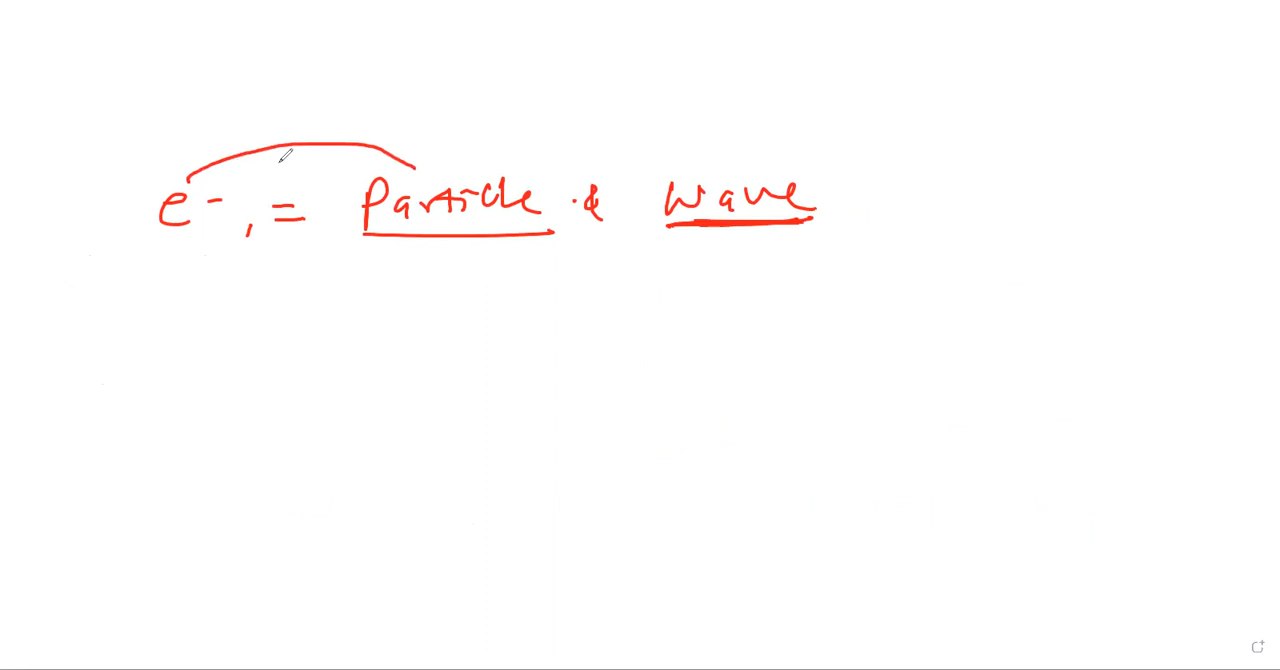 e⁻, = Particle & wave